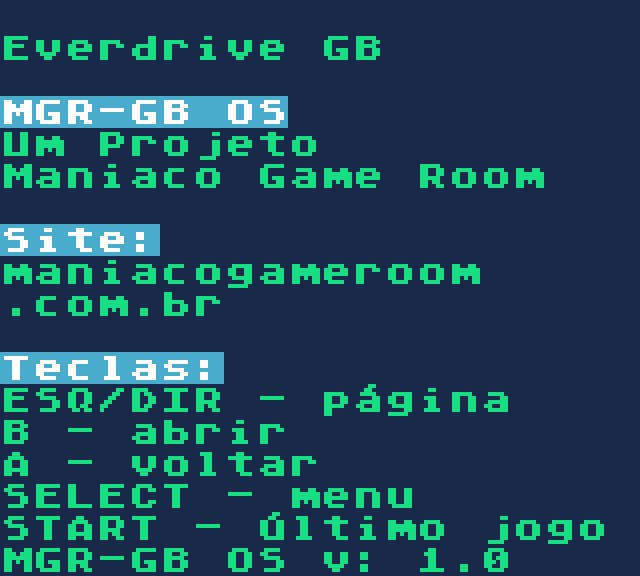 Everdrive GB
MGR-GB OS
Um Projeto
Maniaco Game Room
Site:
maniacogameroom
.com.br
Teclas:
ESQ/DIR - página
B - abrir
A - voltar
SELECT - menu
START - último jogo
MGR-GB OS v: 1.0